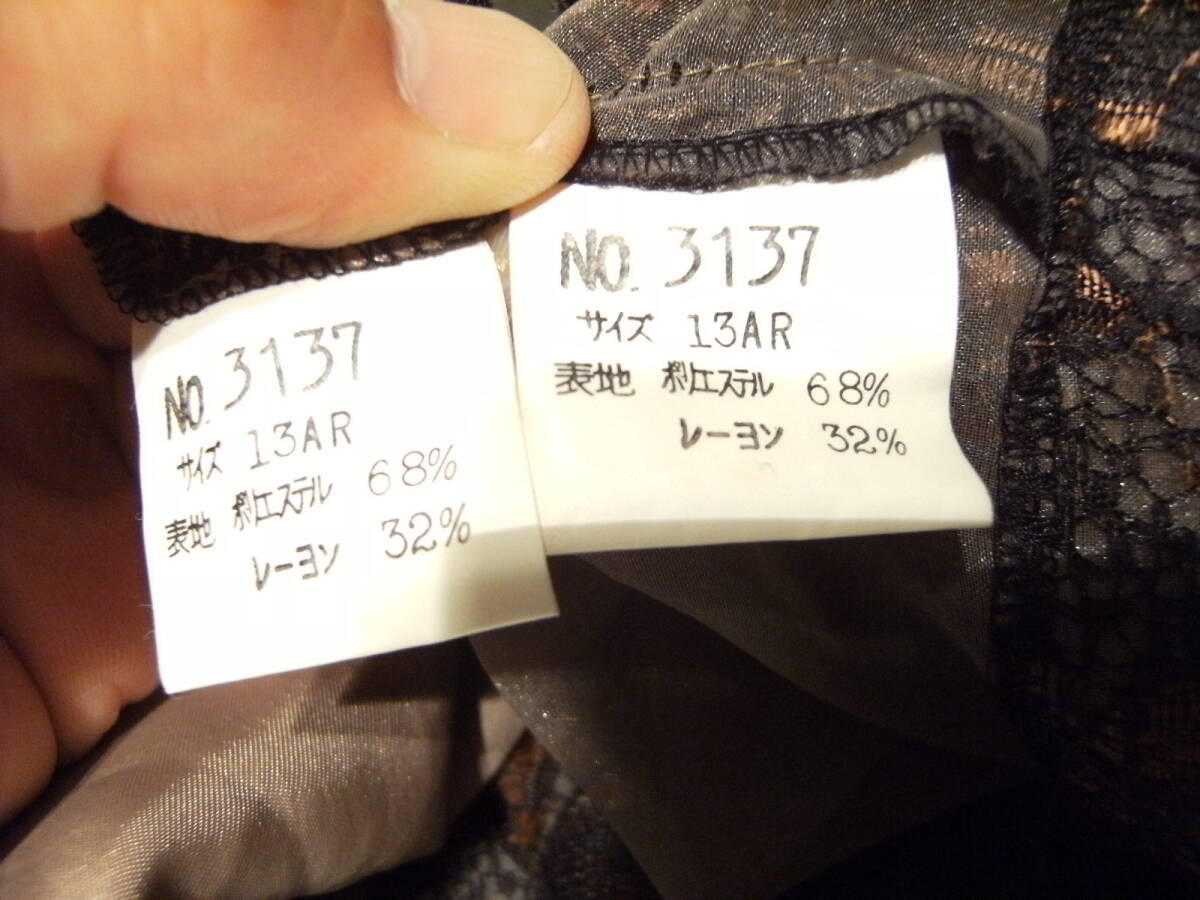 NO. 3137
サイズ 13AR
表地 ポリエステル 68%
レーヨン 32%
NO. 3137
サイズ 13AR
表地 ポリエステル 68%
レーヨン 32%